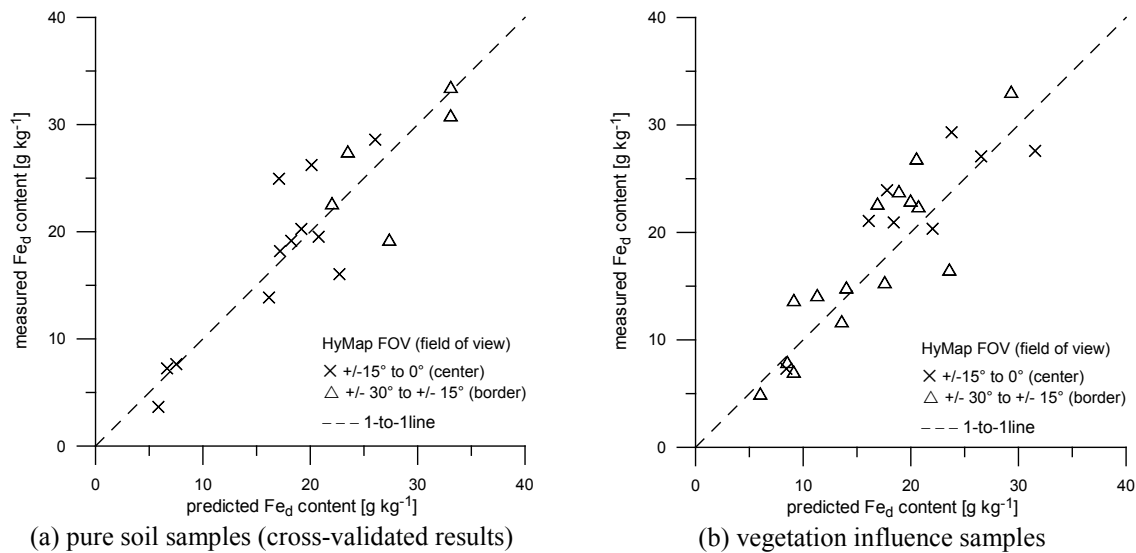 40
30
20
10
0
measured Fed content [g kg-1]
HyMap FOV (field of view)
+/-15° to 0° (center)
+/- 30° to +/- 15° (border)
1-to-1line
0 10 20 30 40
predicted Fed content [g kg-1]
(a) pure soil samples (cross-validated results)
40
30
20
10
0
measured Fed content [g kg-1]
HyMap FOV (field of view)
+/-15° to 0° (center)
+/- 30° to +/- 15° (border)
1-to-1line
0 10 20 30 40
predicted Fed content [g kg-1]
(b) vegetation influence samples